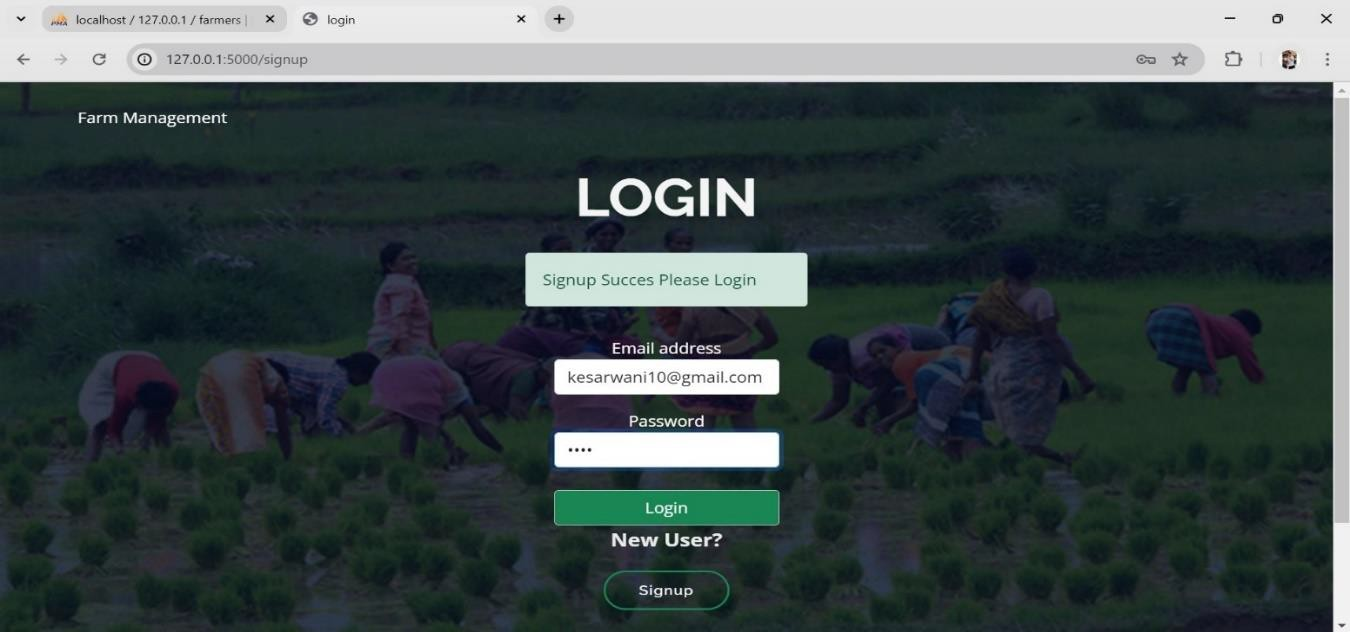 localhost / 127.0.0.1 / farmers |
login
127.0.0.1:5000/signup
Farm Management
LOGIN
Signup Succes Please Login
Email address
kesarwani10@gmail.com
Password
••••
Login
New User?
Signup